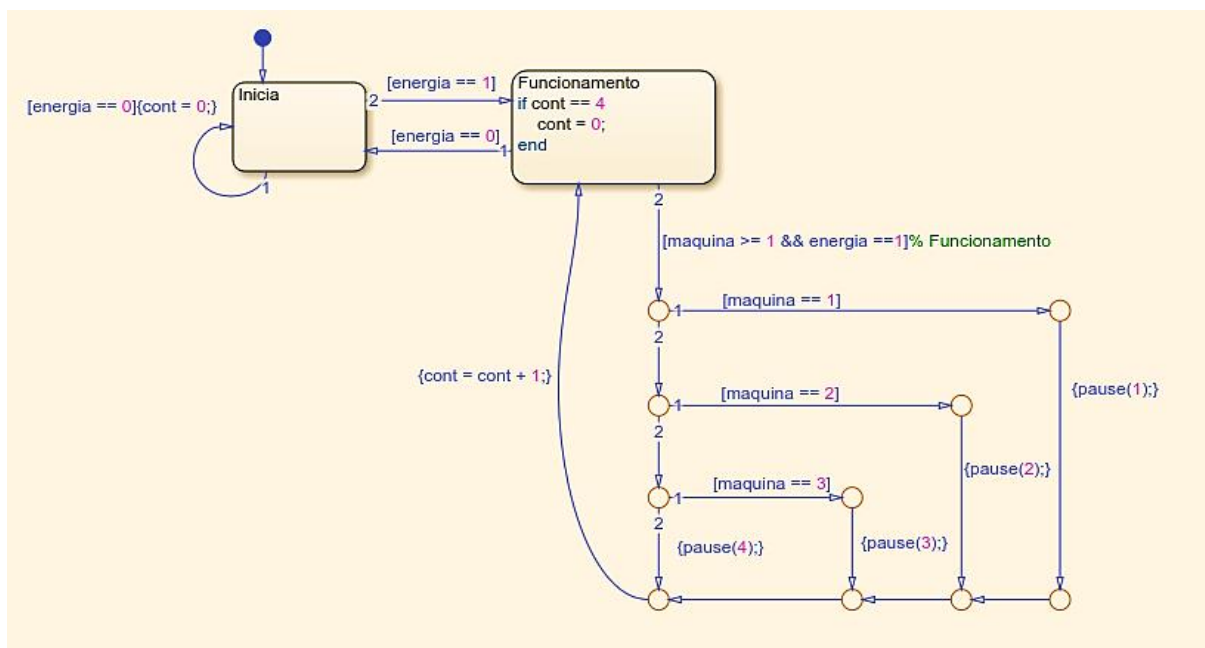 Inicia
[energia == 0]{cont = 0;}
1
2
[energia == 1]
[energia == 0]
1
Funcionamento
if cont == 4
cont = 0;
end
2
[maquina >= 1 && energia ==1]% Funcionamento
1
[maquina == 1]
2
{cont = cont + 1;}
{pause(1);}
1
[maquina == 2]
2
{pause(2);}
1
[maquina == 3]
2
{pause(4);}
{pause(3);}